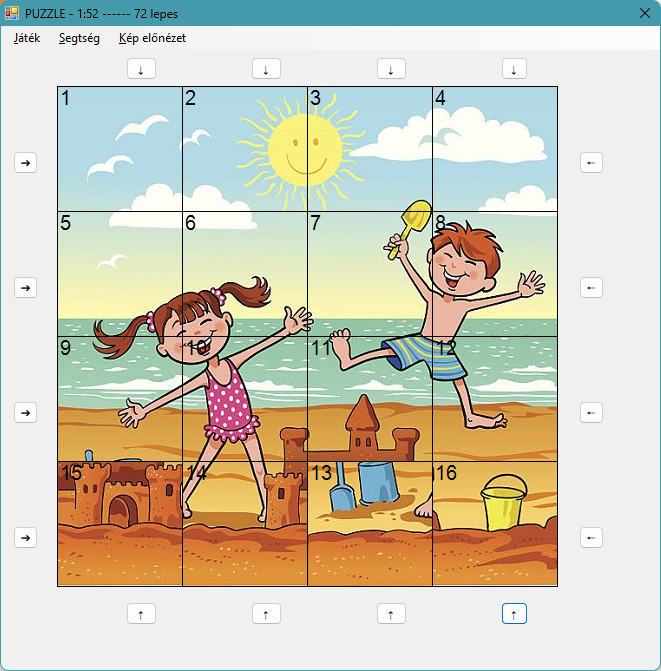 PUZZLE - 1:52 ------ 72 lepes
Játék Segtség Kép előnézet
↓ ↓ ↓ ↓
1 2 3 4
→ ←
5 6 7 8
→ ←
9 10 11 12
→ ←
15 14 13 16
→ ←
↑ ↑ ↑ ↑